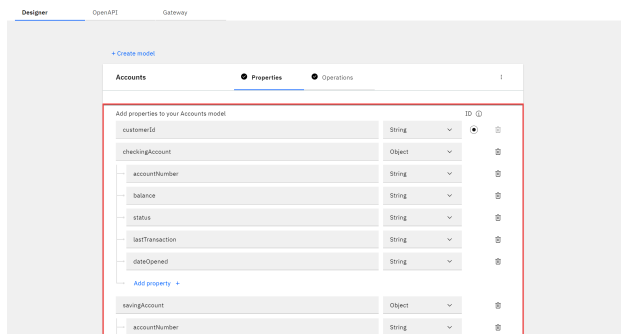 Designer OpenAPI Gateway
+ Create model
Accounts Properties Operations
Add properties to your Accounts model ID
customerId String
checkingAccount Object
accountNumber String
balance String
status String
lastTransaction String
dateOpened String
Add property +
savingAccount Object
accountNumber String